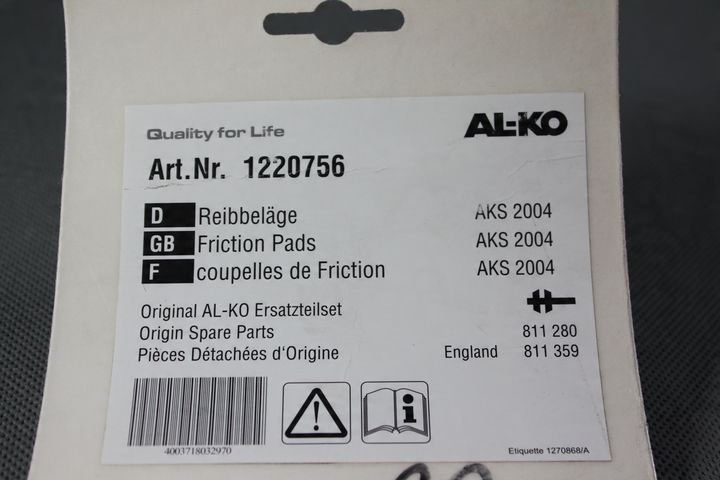 Quality for Life AL-KO
Art.Nr. 1220756
D Reibbeläge AKS 2004
GB Friction Pads AKS 2004
F coupelles de Friction AKS 2004
Original AL-KO Ersatzteilset
Origin Spare Parts 811 280
Pièces Détachées d'Origine England 811 359
4003718032970
Etiquette 1270868/A